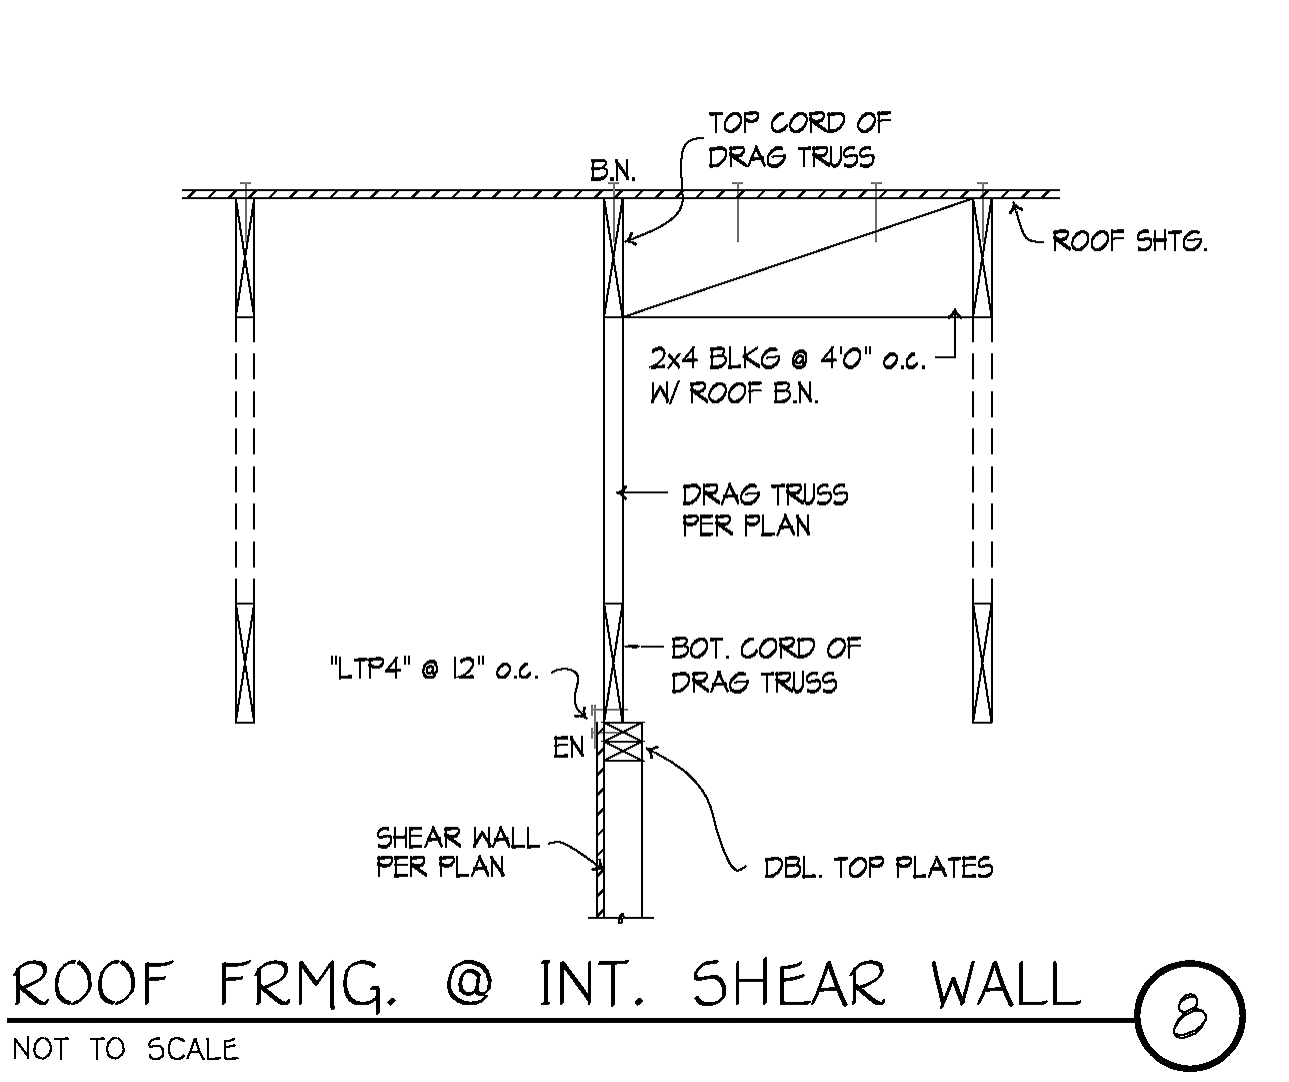 TOP CORD OF
DRAG TRUSS
B.N.
ROOF SHTG.
2x4 BLKG @ 4'0" o.c.
W/ ROOF B.N.
DRAG TRUSS
PER PLAN
BOT. CORD OF
DRAG TRUSS
"LTP4" @ 12" o.c.
EN
SHEAR WALL
PER PLAN
DBL. TOP PLATES
ROOF FRMG. @ INT. SHEAR WALL
8
NOT TO SCALE